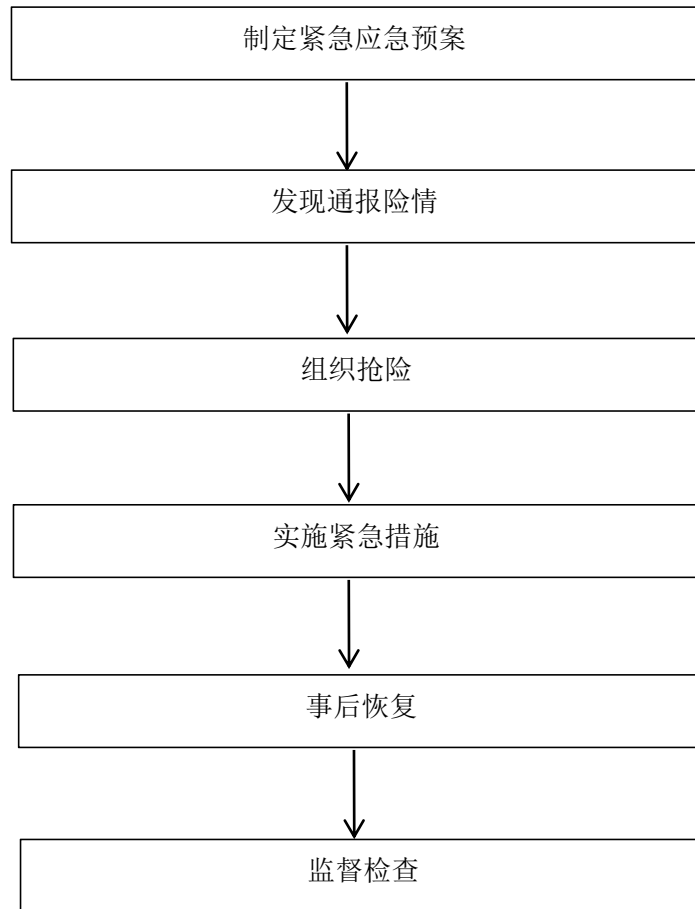 制定紧急应急预案
发现通报险情
组织抢险
实施紧急措施
事后恢复
监督检查